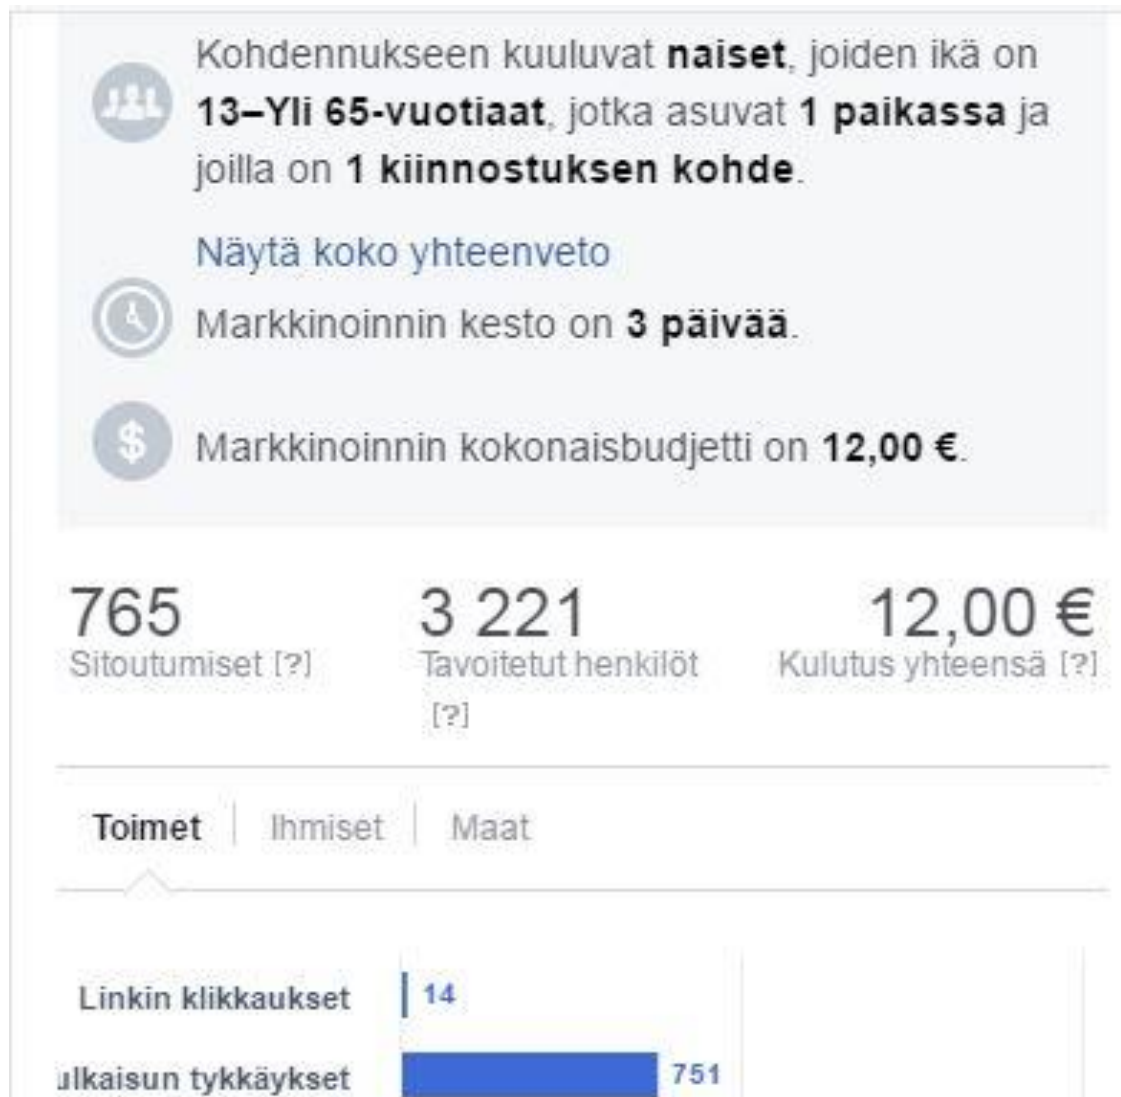 Kohdennukseen kuuluvat naiset, joiden ikä on
13–Yli 65-vuotiaat, jotka asuvat 1 paikassa ja
joilla on 1 kiinnostuksen kohde.
Näytä koko yhteenveto
Markkinoinnin kesto on 3 päivää.
$
Markkinoinnin kokonaisbudjetti on 12,00 €.
765 3 221 12,00 €
Sitoutumiset [?] Tavoitetut henkilöt Kulutus yhteensä [?]
[?]
Toimet Ihmiset Maat
Linkin klikkaukset 14
ulkaisun tykkäykset 751